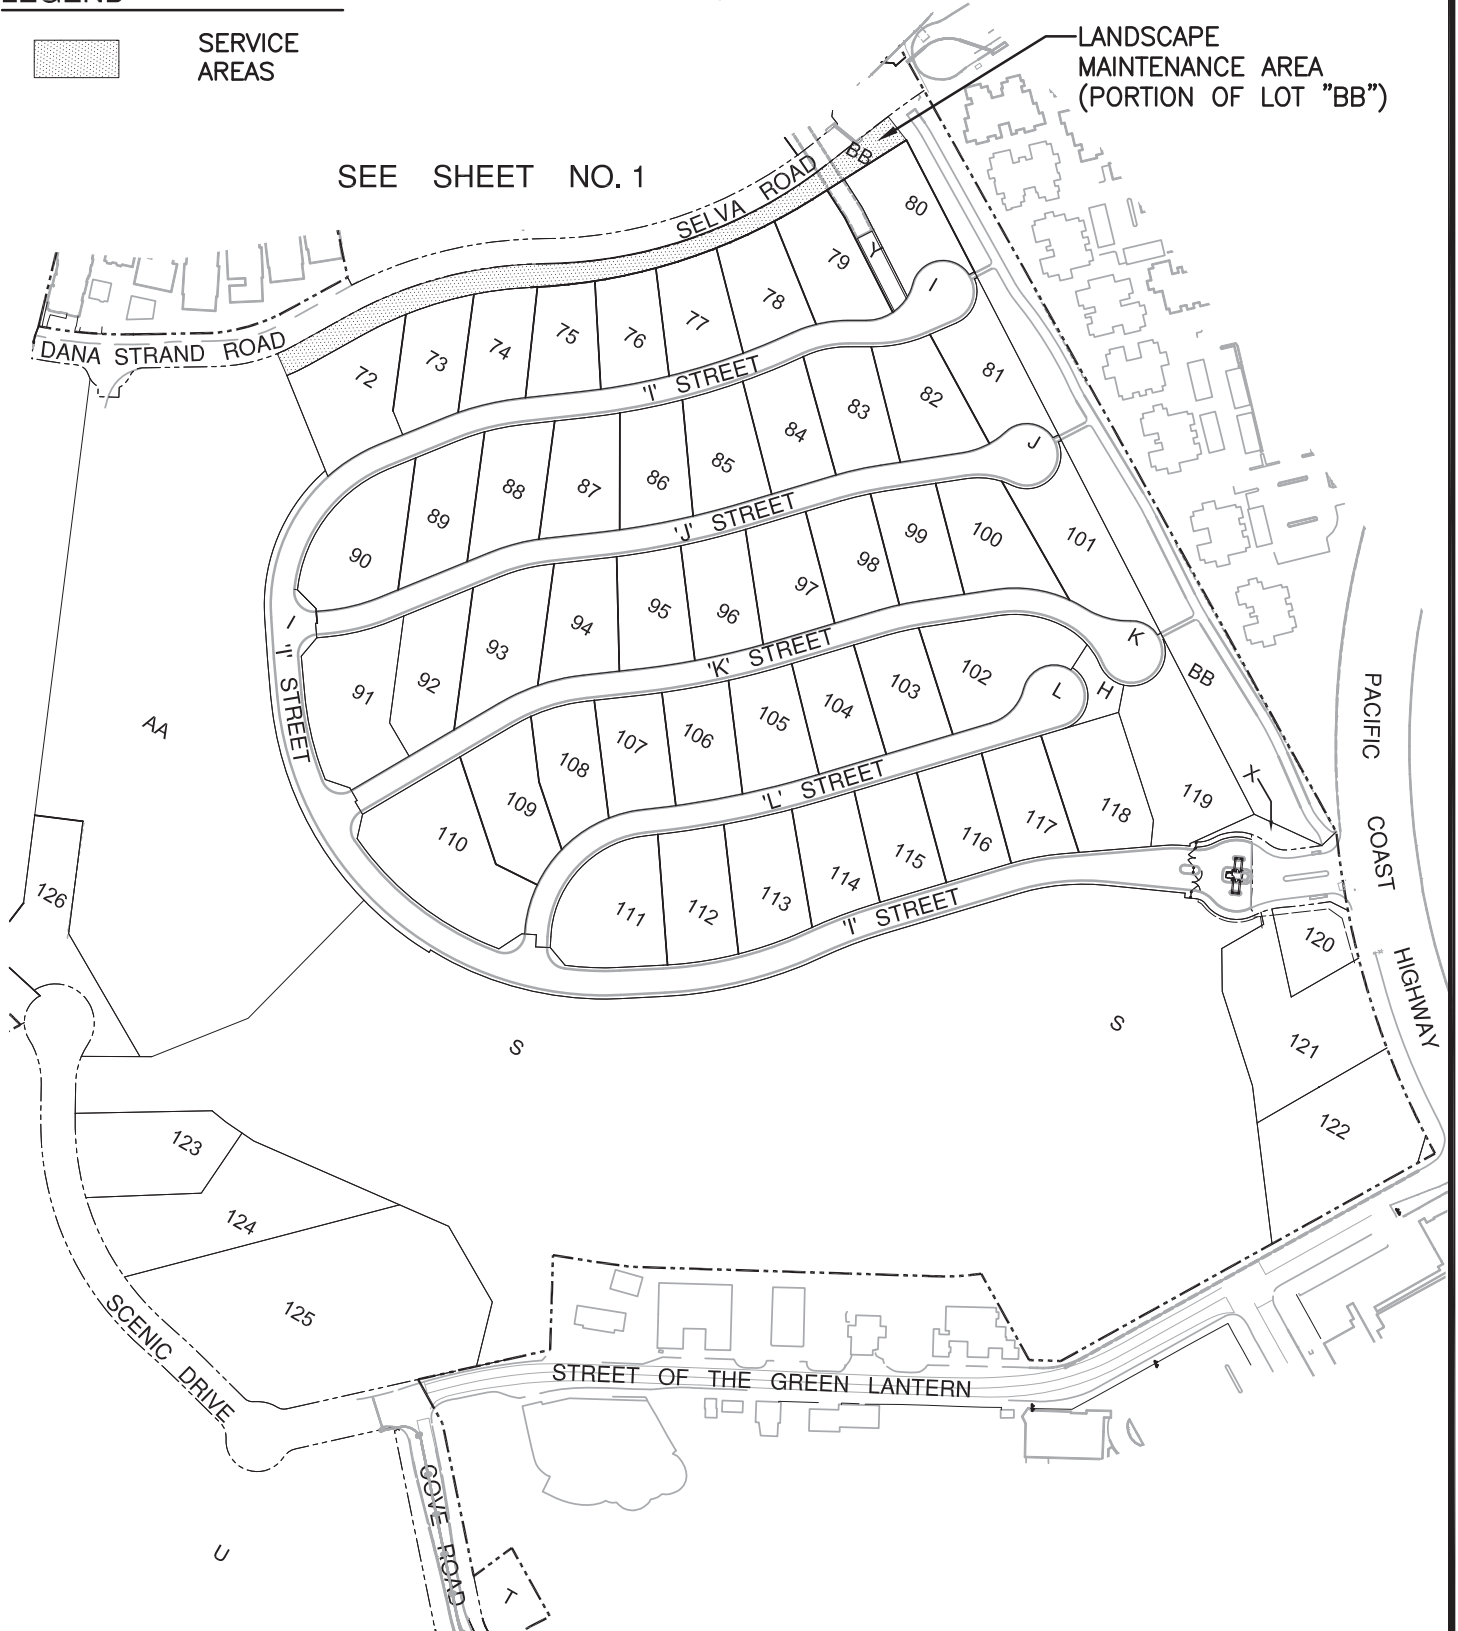 LEGEND
SERVICE
AREAS
LANDSCAPE
MAINTENANCE AREA
(PORTION OF LOT "BB")
SEE SHEET NO. 1
SELVA ROAD
BB
DANA STRAND ROAD
80
Y
79
I
78
77
76
75
74
73
72
'I' STREET
81
82
83
84
85
86
87
88
89
90
J
'J' STREET
101
100
99
98
97
96
95
94
93
92
91
I
'I' STREET
K
'K' STREET
BB
H
L
102
103
104
105
106
107
108
109
110
'L' STREET
X
119
118
117
116
115
114
113
112
111
'I' STREET
PACIFIC COAST HIGHWAY
AA
126
120
121
122
S
S
123
124
125
SCENIC DRIVE
STREET OF THE GREEN LANTERN
COVE ROAD
U
T